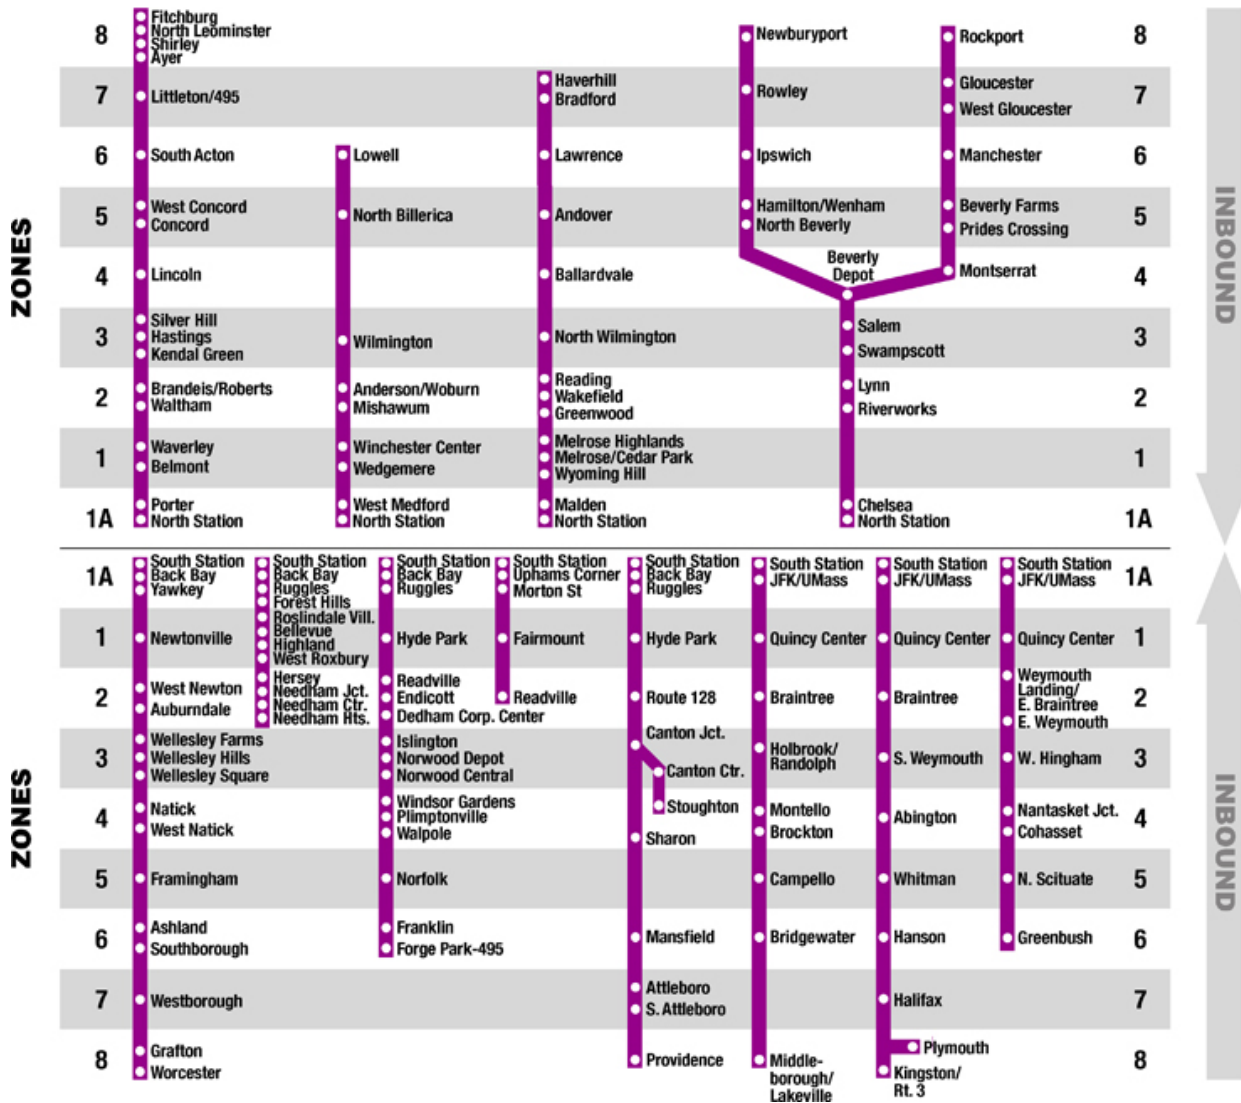 ZONES
8
Fitchburg
North Leominster
Shirley
Ayer
Newburyport
Rockport
8
7
Littleton/495
Haverhill
Bradford
Rowley
Gloucester
West Gloucester
7
6
South Acton
Lowell
Lawrence
Ipswich
Manchester
6
5
West Concord
Concord
North Billerica
Andover
Hamilton/Wenham
North Beverly
Beverly Farms
Prides Crossing
5
4
Lincoln
Ballardvale
Beverly
Depot
Montserrat
4
3
Silver Hill
Hastings
Kendal Green
Wilmington
North Wilmington
Salem
Swampscott
3
2
Brandeis/Roberts
Waltham
Anderson/Woburn
Mishawum
Reading
Wakefield
Greenwood
Lynn
Riverworks
2
1
Waverley
Belmont
Winchester Center
Wedgemere
Melrose Highlands
Melrose/Cedar Park
Wyoming Hill
1
1A
Porter
North Station
West Medford
North Station
Malden
North Station
Chelsea
North Station
1A
INBOUND
ZONES
1A
South Station
Back Bay
Yawkey
South Station
Back Bay
Ruggles
Forest Hills
South Station
Back Bay
Ruggles
South Station
Uphams Corner
Morton St
South Station
Back Bay
Ruggles
South Station
JFK/UMass
South Station
JFK/UMass
South Station
JFK/UMass
1A
1
Newtonville
Roslindale Vill.
Bellevue
Highland
West Roxbury
Hyde Park
Fairmount
Hyde Park
Quincy Center
Quincy Center
Quincy Center
1
2
West Newton
Auburndale
Hersey
Needham Jct.
Needham Ctr.
Needham Hts.
Readville
Endicott
Dedham Corp. Center
Readville
Route 128
Braintree
Braintree
Weymouth
Landing/
E. Braintree
E. Weymouth
2
3
Wellesley Farms
Wellesley Hills
Wellesley Square
Islington
Norwood Depot
Norwood Central
Canton Jct.
Canton Ctr.
Holbrook/
Randolph
S. Weymouth
W. Hingham
3
4
Natick
West Natick
Windsor Gardens
Plimptonville
Walpole
Stoughton
Sharon
Montello
Brockton
Abington
Nantasket Jct.
Cohasset
4
5
Framingham
Norfolk
Campello
Whitman
N. Scituate
5
6
Ashland
Southborough
Franklin
Forge Park-495
Mansfield
Bridgewater
Hanson
Greenbush
6
7
Westborough
Attleboro
S. Attleboro
Halifax
7
8
Grafton
Worcester
Providence
Middle-
borough/
Lakeville
Plymouth
Kingston/
Rt. 3
8
INBOUND